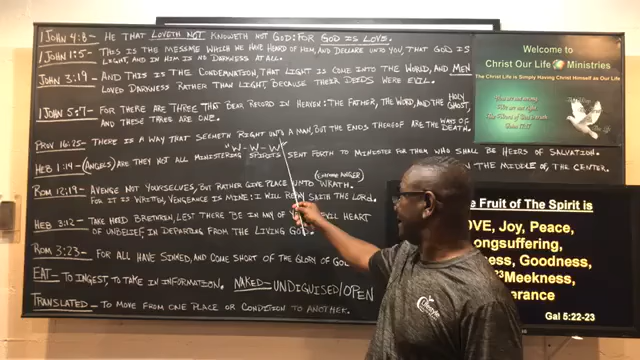 1 JOHN 4:8 - HE THAT LOVETH NOT KNOWETH NOT GOD: FOR GOD IS LOVE.
1 JOHN 1:5 - THIS IS THE MESSAGE WHICH WE HAVE HEARD OF HIM, AND DECLARE UNTO YOU, THAT GOD IS
LIGHT, AND IN HIM IS NO DARKNESS AT ALL.
JOHN 3:19 - AND THIS IS THE CONDEMNATION, THAT LIGHT IS COME INTO THE WORLD, AND MEN
LOVED DARKNESS RATHER THAN LIGHT, BECAUSE THEIR DEEDS WERE EVIL.
1 JOHN 5:7 - FOR THERE ARE THREE THAT BEAR RECORD IN HEAVEN: THE FATHER, THE WORD, AND THE HOLY GHOST,
AND THESE THREE ARE ONE.
PROV 16:25 - THERE IS A WAY THAT SEEMETH RIGHT UNTO A MAN, BUT THE ENDS THEREOF ARE THE WAYS OF DEATH.
"W-W-W"
HEB 1:14 - (ANGELS) ARE THEY NOT ALL MINISTERING SPIRITS SENT FORTH TO MINISTER FOR THEM WHO SHALL BE HEIRS OF SALVATION.
IN THE MIDDLE OF THE CENTER.
ROM 12:19 - AVENGE NOT YOURSELVES, BUT RATHER GIVE PLACE UNTO WRATH.
ANGER)
FOR IT IS WRITTEN, VENGEANCE IS MINE; I WILL REPAY SAITH THE LORD.
HEB 3:12 - TAKE HEED BRETHREN, LEST THERE BE IN ANY OF EVIL HEART
OF UNBELIEF, IN DEPARTING FROM THE LIVING GOD
ROM 3:23 - FOR ALL HAVE SINNED, AND COME SHORT OF THE GLORY OF GOD
EAT - TO INGEST, TO TAKE IN INFORMATION. NAKED - UNDIGUISED/OPEN
TRANSLATED - TO MOVE FROM ONE PLACE OR CONDITION TO ANOTHER.
Welcome to
Christ Our Life Ministries
The Christ Life is Simply Having Christ Himself as Our Life
e Fruit of The Spirit is
OVE, Joy, Peace,
ongsuffering,
ness, Goodness,
23 Meekness,
erance
Gal 5:22-23